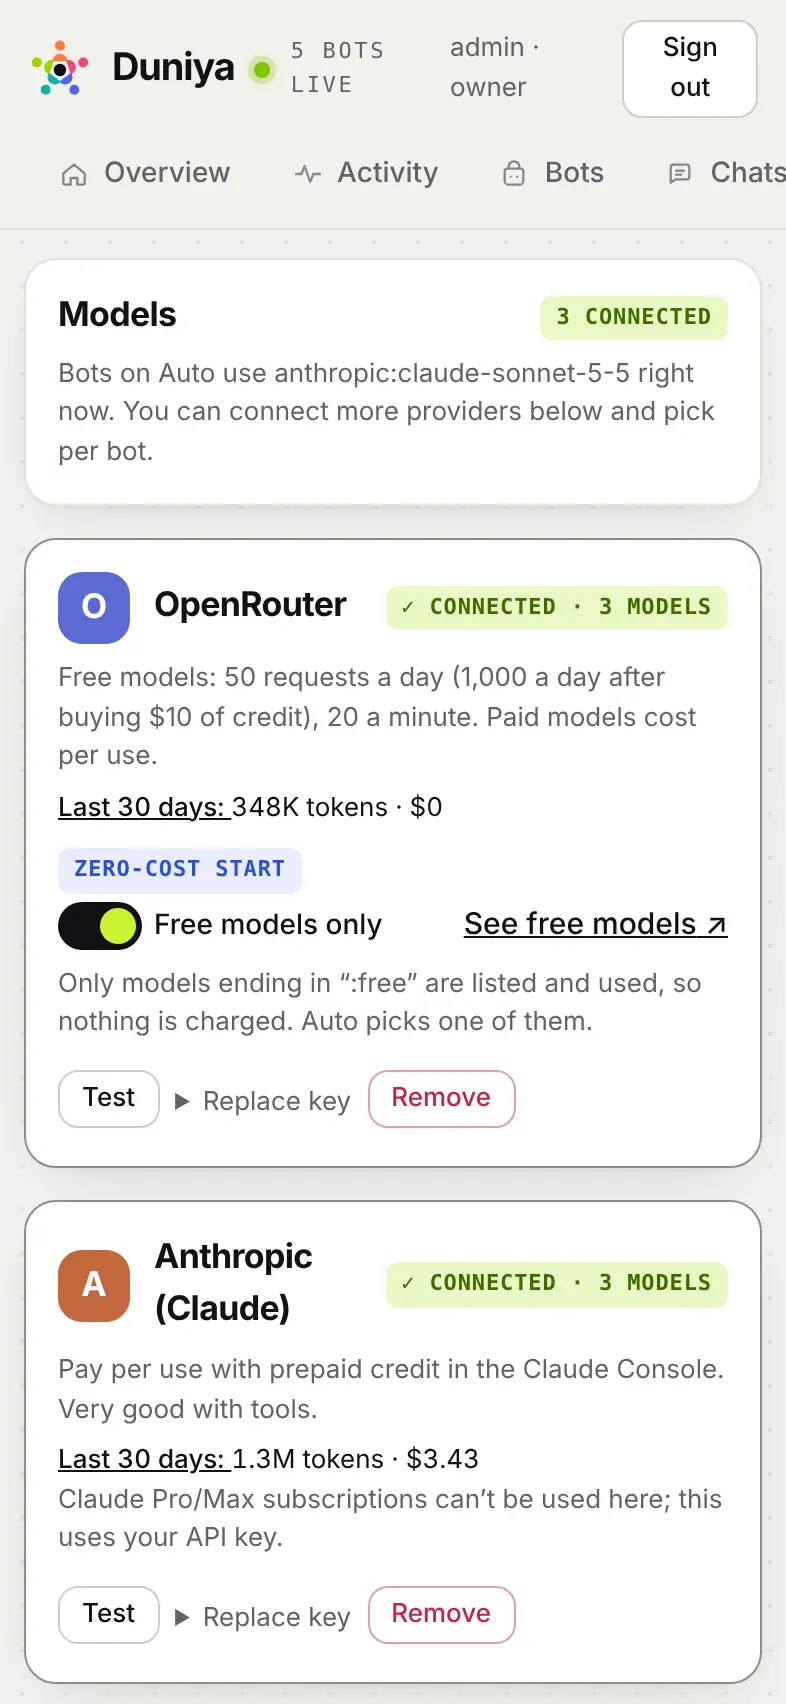 Duniya
5 BOTS
LIVE
admin ·
owner
Sign
out
Overview
Activity
Bots
Chats
Models
3 CONNECTED
Bots on Auto use anthropic:claude-sonnet-5-5 right
now. You can connect more providers below and pick
per bot.
O
OpenRouter
✓ CONNECTED · 3 MODELS
Free models: 50 requests a day (1,000 a day after
buying $10 of credit), 20 a minute. Paid models cost
per use.
Last 30 days: 348K tokens · $0
ZERO-COST START
Free models only
See free models ↗
Only models ending in “:free” are listed and used, so
nothing is charged. Auto picks one of them.
Test
▶ Replace key
Remove
A
Anthropic
(Claude)
✓ CONNECTED · 3 MODELS
Pay per use with prepaid credit in the Claude Console.
Very good with tools.
Last 30 days: 1.3M tokens · $3.43
Claude Pro/Max subscriptions can’t be used here; this
uses your API key.
Test
▶ Replace key
Remove